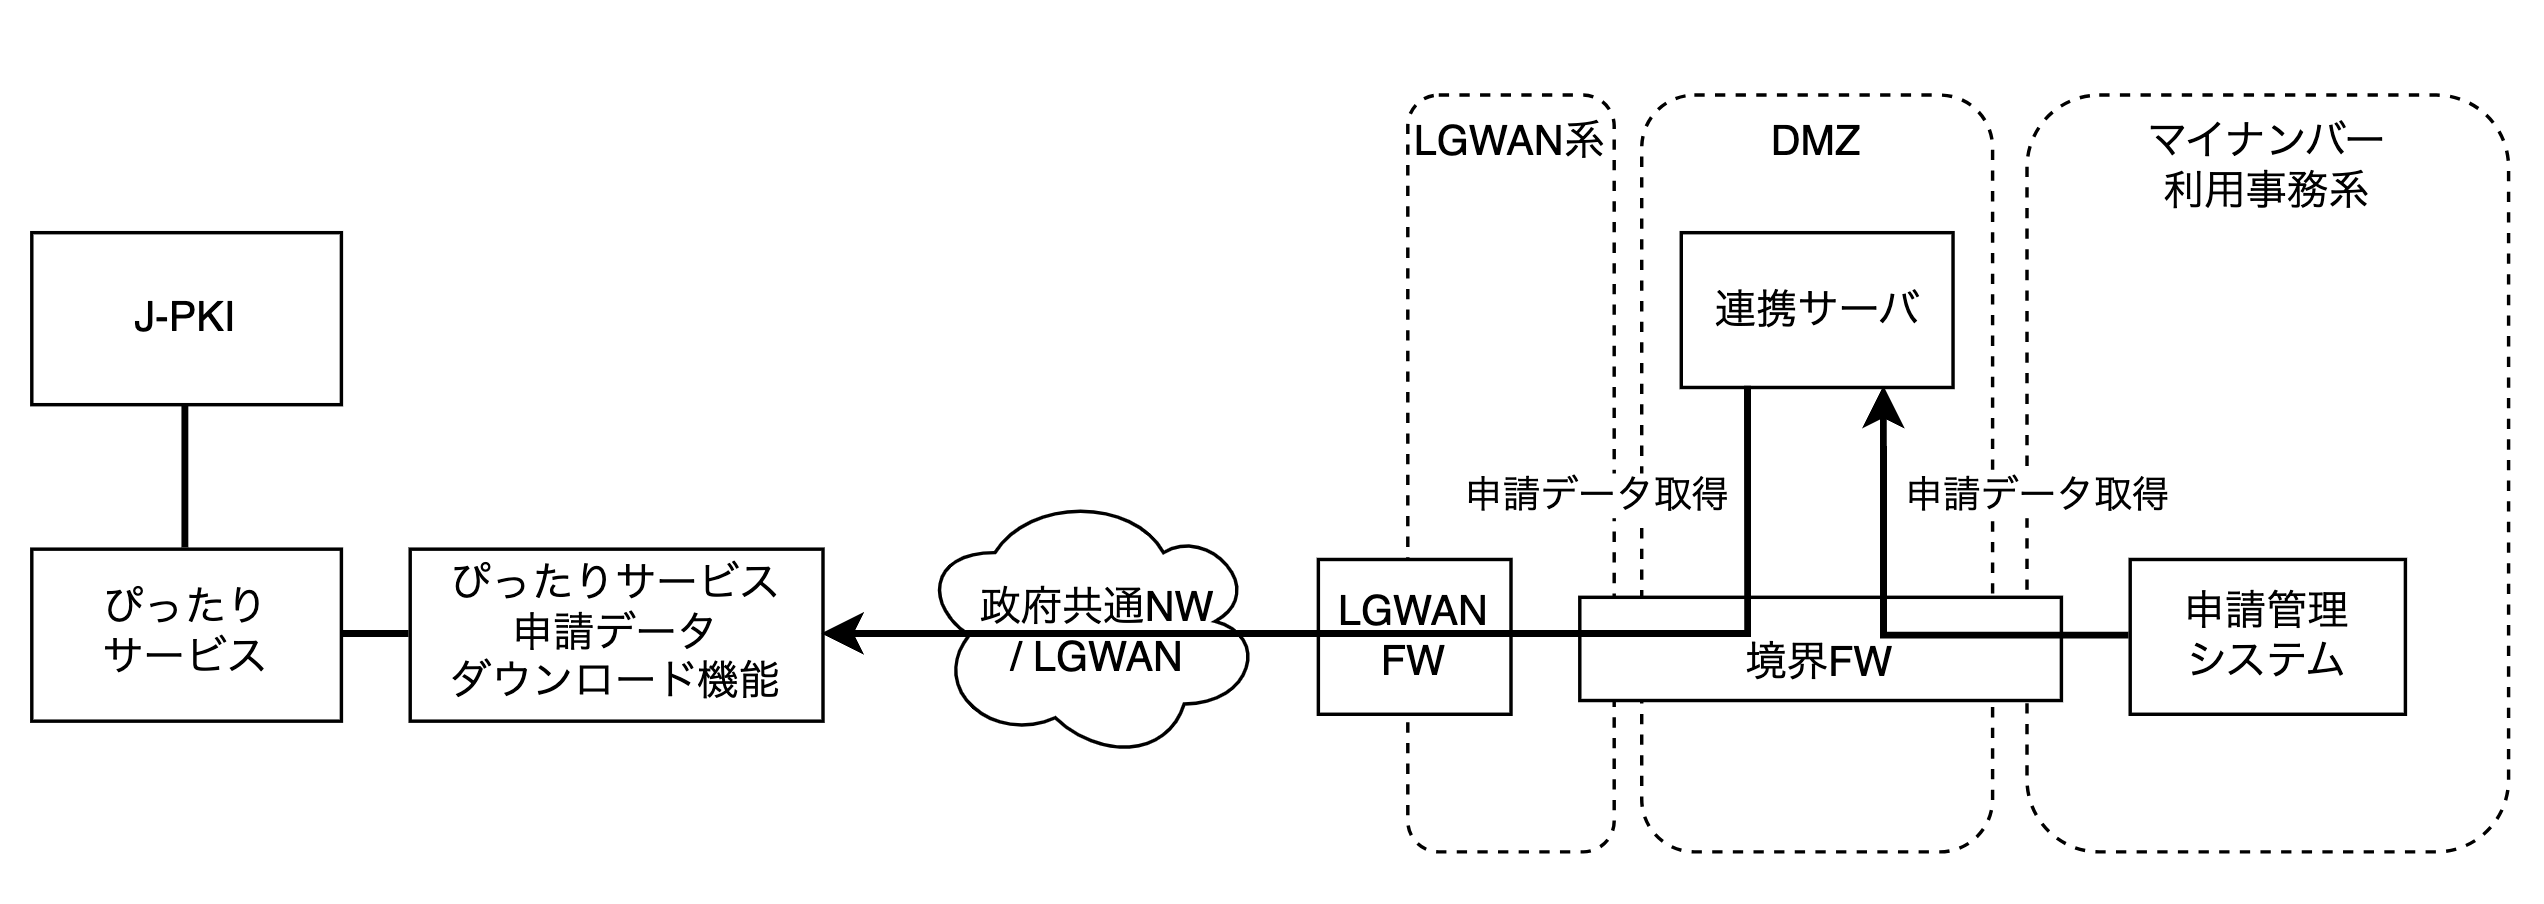 LGWAN系
DMZ
マイナンバー
利用事務系
J-PKI
連携サーバ
申請データ取得
申請データ取得
ぴったり
サービス
ぴったりサービス
申請データ
ダウンロード機能
政府共通NW
/ LGWAN
LGWAN
FW
境界FW
申請管理
システム